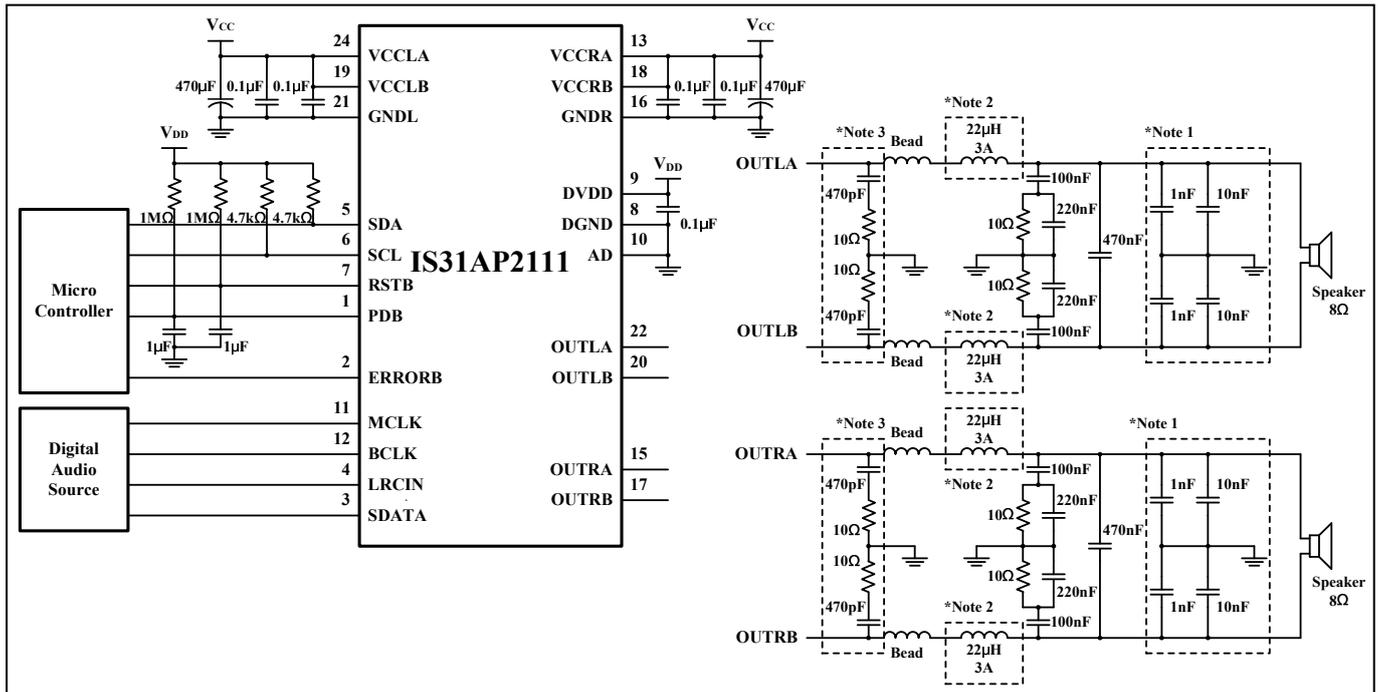 VCC
470µF 0.1µF 0.1µF
24 VCCLA
19 VCCLB
21 GNDL
VDD
1MΩ 1MΩ 4.7kΩ 4.7kΩ
Micro
Controller
5 SDA
6 SCL
7 RSTB
1 PDB
1µF 1µF
2 ERRORB
Digital
Audio
Source
11 MCLK
12 BCLK
4 LRCIN
3 SDATA
IS31AP2111
VCC
13 VCCRA
18 VCCRB
16 GNDR
0.1µF 0.1µF 470µF
VDD
9 DVDD
8 DGND
10 AD
0.1µF
22 OUTLA
20 OUTLB
15 OUTRA
17 OUTRB
*Note 2
*Note 3 Bead 22µH *Note 1
3A
OUTLA
470pF 100nF 1nF 10nF
10Ω 10Ω 220nF
470nF
10Ω 10Ω 220nF
Speaker
8Ω
470pF *Note 2 100nF 1nF 10nF
OUTLB
Bead 22µH
3A
*Note 3 Bead 22µH *Note 1
3A
OUTRA
470pF *Note 2 100nF 1nF 10nF
10Ω 10Ω 220nF
470nF
10Ω 10Ω 220nF
Speaker
8Ω
470pF *Note 2 100nF 1nF 10nF
OUTRB
Bead 22µH
3A